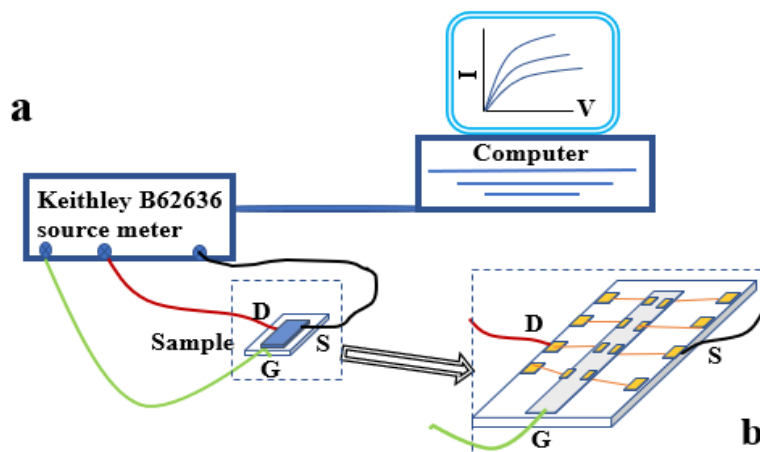 a
I
V
Computer
Keithley B62636
source meter
D
Sample
S
G
D
S
G
b